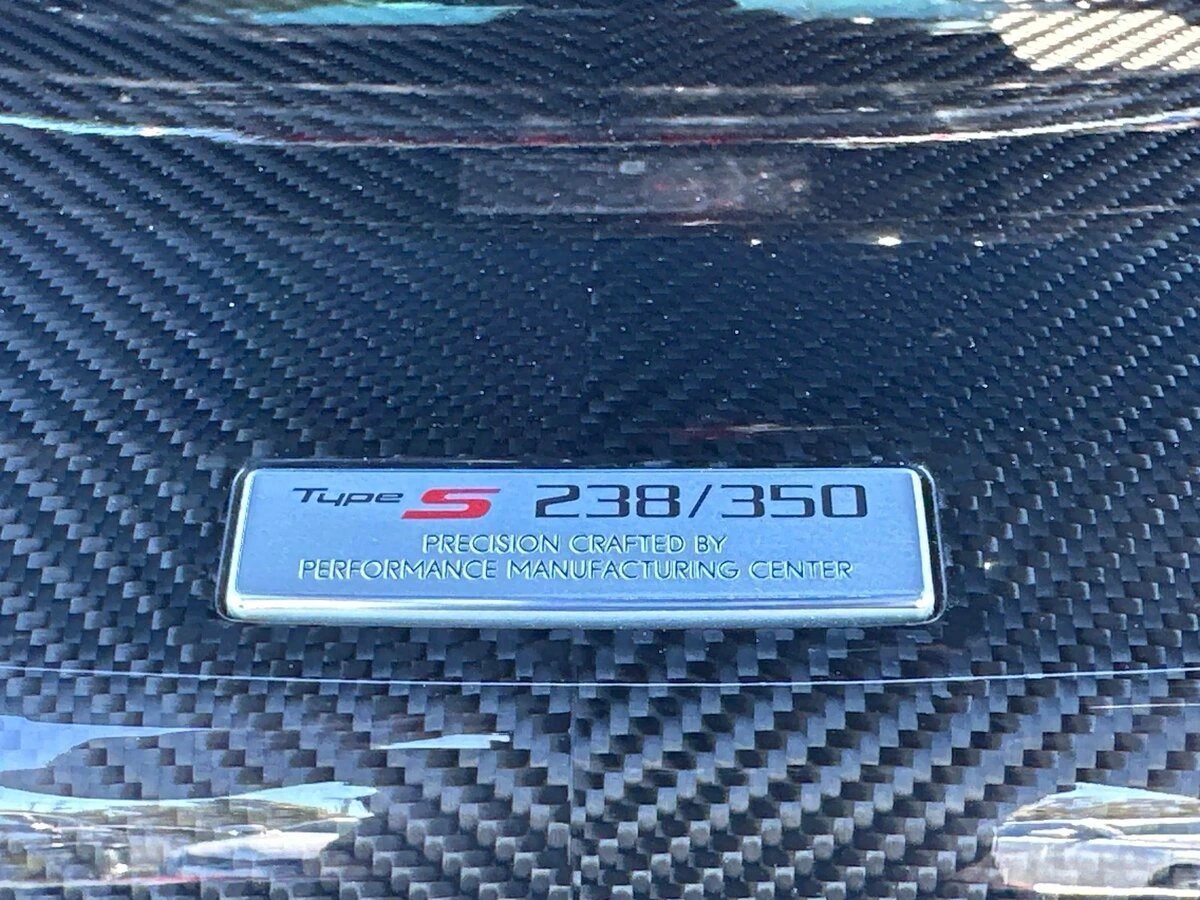 Type S 238/350
PRECISION CRAFTED BY
PERFORMANCE MANUFACTURING CENTER